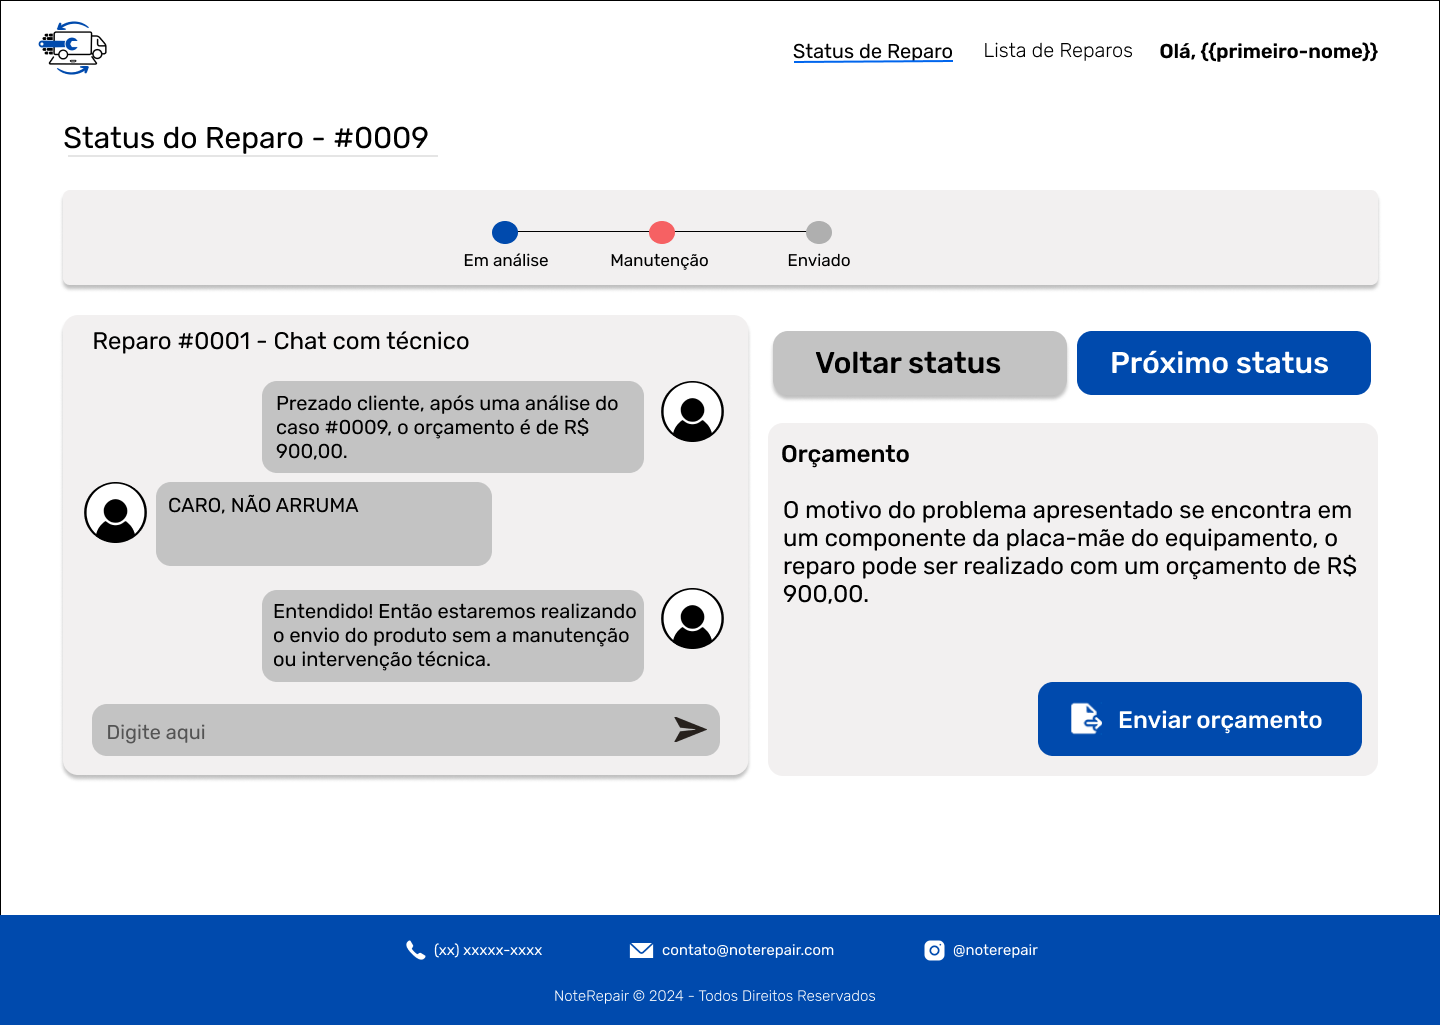 Status de Reparo
Lista de Reparos
Olá, {{primeiro-nome}}
Status do Reparo - #0009
Em análise
Manutenção
Enviado
Reparo #0001 - Chat com técnico
Prezado cliente, após uma análise do
caso #0009, o orçamento é de R$
900,00.
CARO, NÃO ARRUMA
Entendido! Então estaremos realizando
o envio do produto sem a manutenção
ou intervenção técnica.
Digite aqui
Voltar status
Próximo status
Orçamento
O motivo do problema apresentado se encontra em
um componente da placa-mãe do equipamento, o
reparo pode ser realizado com um orçamento de R$
900,00.
Enviar orçamento
(xx) xxxxx-xxxx
contato@noterepair.com
@noterepair
NoteRepair © 2024 - Todos Direitos Reservados